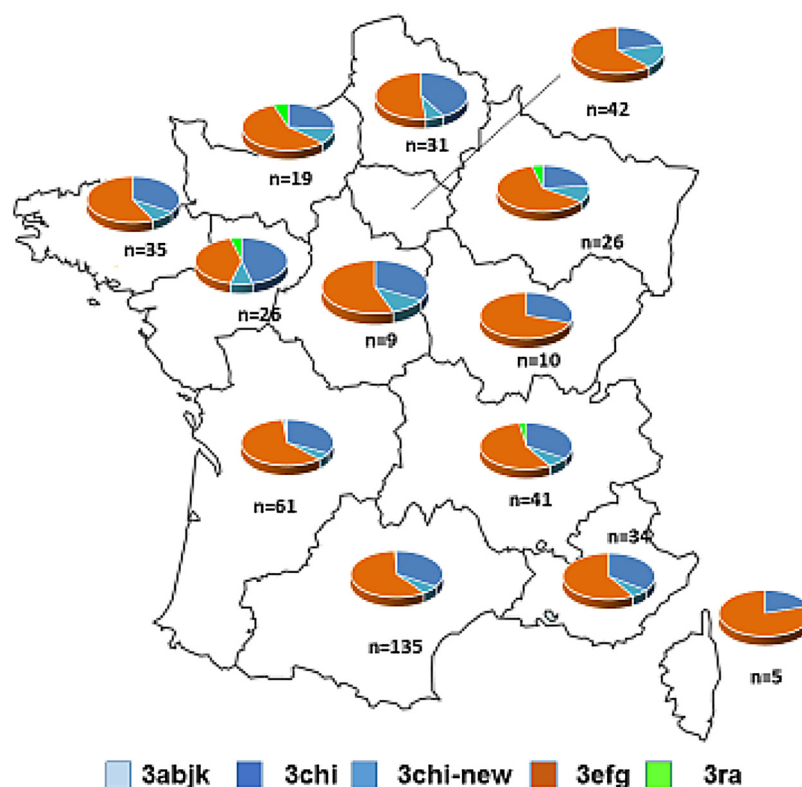 n=42
n=31
n=19
n=26
n=35
n=26
n=9
n=10
n=61
n=41
n=34
n=135
n=5
3abjk 3chi 3chi-new 3efg 3ra